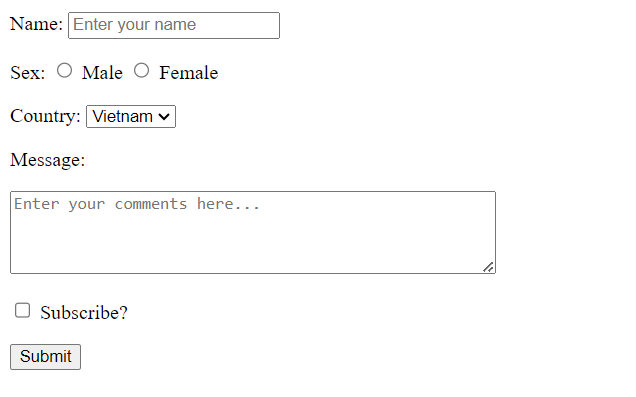 Name: Enter your name
Sex: Male Female
Country: Vietnam
Message:
Enter your comments here...
Subscribe?
Submit